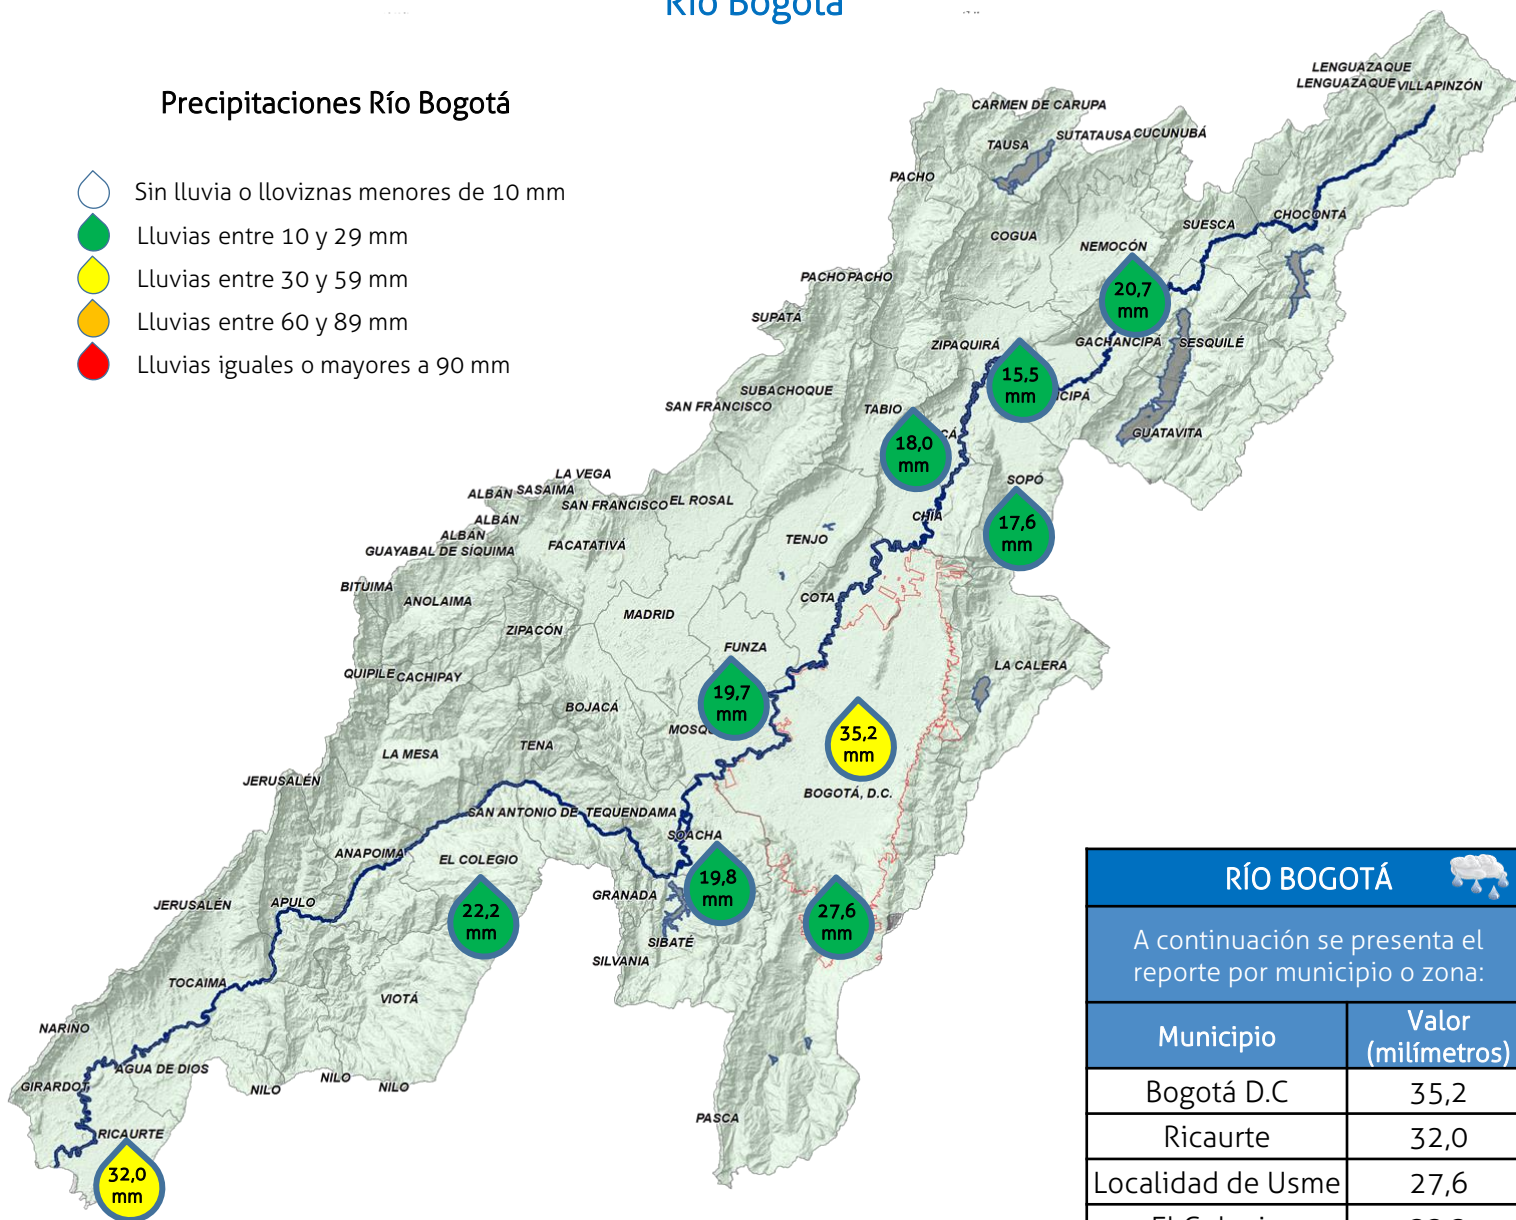 Río Bogotá
Precipitaciones Río Bogotá
Sin lluvia o lloviznas menores de 10 mm
Lluvias entre 10 y 29 mm
Lluvias entre 30 y 59 mm
Lluvias entre 60 y 89 mm
Lluvias iguales o mayores a 90 mm
LENGUAZAQUE
LENGUAZAQUE VILLAPINZÓN
CARMEN DE CARUPA
SUTATAUSA CUCUNUBÁ
TAUSA
PACHO
CHOCONTÁ
SUESCA
COGUA
NEMOCÓN
PACHO PACHO
20,7
mm
SUPATÁ
ZIPAQUIRÁ
GACHANCIPÁ
SESQUILÉ
15,5
mm
ICIPÁ
SUBACHOQUE
SAN FRANCISCO
TABIO
CÁ
18,0
mm
GUATAVITA
LA VEGA
SOPÓ
ALBÁN SASAIMA
SAN FRANCISCO EL ROSAL
ALBÁN
CHÍA
17,6
mm
ALBÁN
GUAYABAL DE SÍQUIMA
FACATATIVÁ
TENJO
BITUIMA
ANOLAIMA
COTA
MADRID
ZIPACÓN
FUNZA
LA CALERA
QUIPILE CACHIPAY
19,7
mm
BOJACÁ
MOSQU
35,2
mm
TENA
LA MESA
JERUSALÉN
BOGOTÁ, D.C.
SAN ANTONIO DE TEQUENDAMA
SOACHA
ANAPOIMA
EL COLEGIO
19,8
mm
GRANADA
JERUSALÉN
APULO
22,2
mm
27,6
mm
SIBATÉ
SILVANIA
TOCAIMA
VIOTÁ
NARIÑO
AGUA DE DIOS
GIRARDOT
NILO
NILO
NILO
PASCA
RICAURTE
32,0
mm
RÍO BOGOTÁ
A continuación se presenta el
reporte por municipio o zona:
Municipio
Valor
(milímetros)
Bogotá D.C 35,2
Ricaurte 32,0
Localidad de Usme 27,6